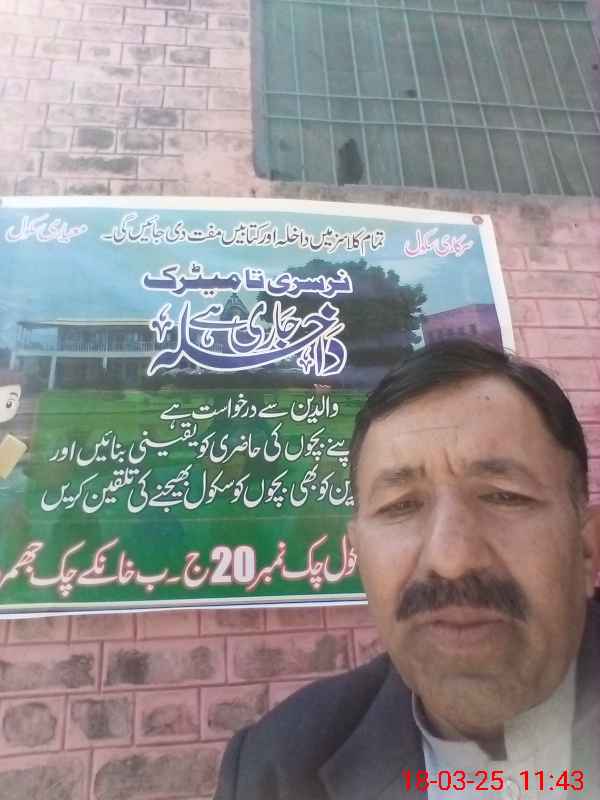 سرکاری سکول
تمام کلاسز میں داخلہ اور کتابیں مفت دی جائیں گی۔
معیاری سکول
نرسری تا میٹرک
داخلہ جاری ہے
والدین سے درخواست ہے
پنے بچوں کی حاضری کو یقینی بنائیں اور
ین کو بھی بچوں کو سکول بھیجنے کی تلقین کریں
کول چک نمبر 20 ج۔ب خانکے چک جھمر
18-03-25 11:43